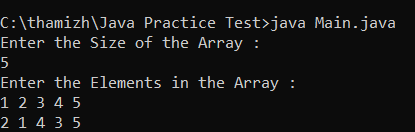 C:\thamizh\Java Practice Test>java Main.java
Enter the Size of the Array :
5
Enter the Elements in the Array :
1 2 3 4 5
2 1 4 3 5